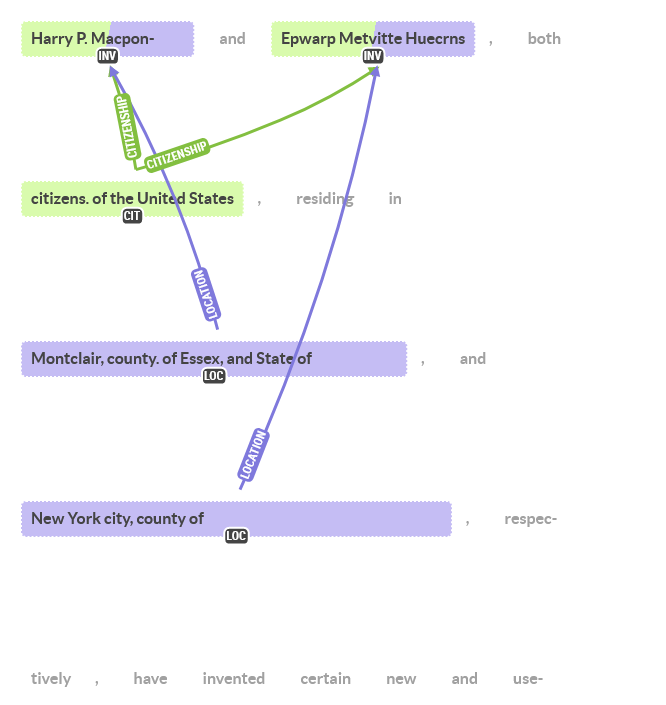 Harry P. Macpon- and Epwarp Metvitte Huecrns , both
INV INV
CITIZENSHIP CITIZENSHIP
citizens. of the United States , residing in
CIT
LOCATION
Montclair, county. of Essex, and State of , and
LOC
LOCATION
New York city, county of , respec-
LOC
tively , have invented certain new and use-